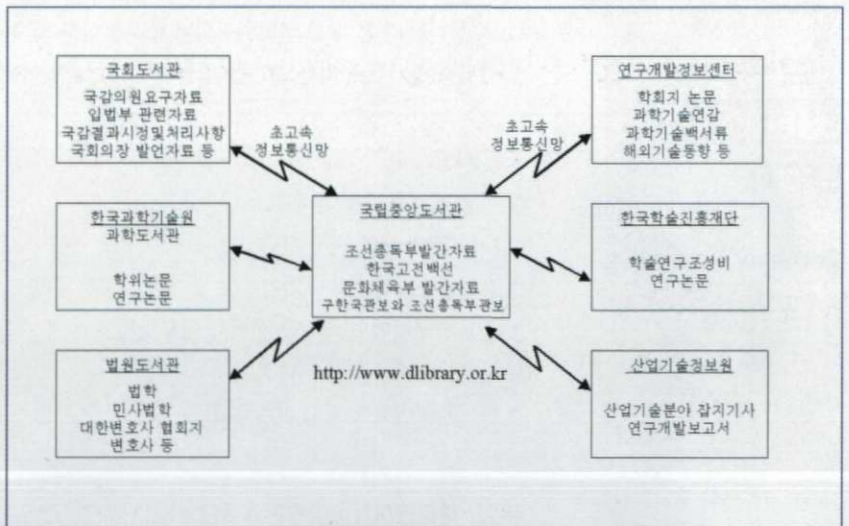 국회도서관
국감의원요구자료
입법부 관련자료
국감결과시정및처리사항
국회의장 발언자료 등
초고속
정보통신망
초고속
정보통신망
연구개발정보센터
학회지 논문
과학기술연감
과학기술백서류
해외기술동향 등
한국과학기술원
과학도서관
학위논문
연구논문
국립중앙도서관
조선총독부발간자료
한국고전백선
문화체육부 발간자료
구한국관보와 조선총독부관보
한국학술진흥재단
학술연구조성비
연구논문
법원도서관
법학
민사법학
대한변호사 협회지
변호사 등
http://www.dlibrary.or.kr
산업기술정보원
산업기술분야 잡지기사
연구개발보고서